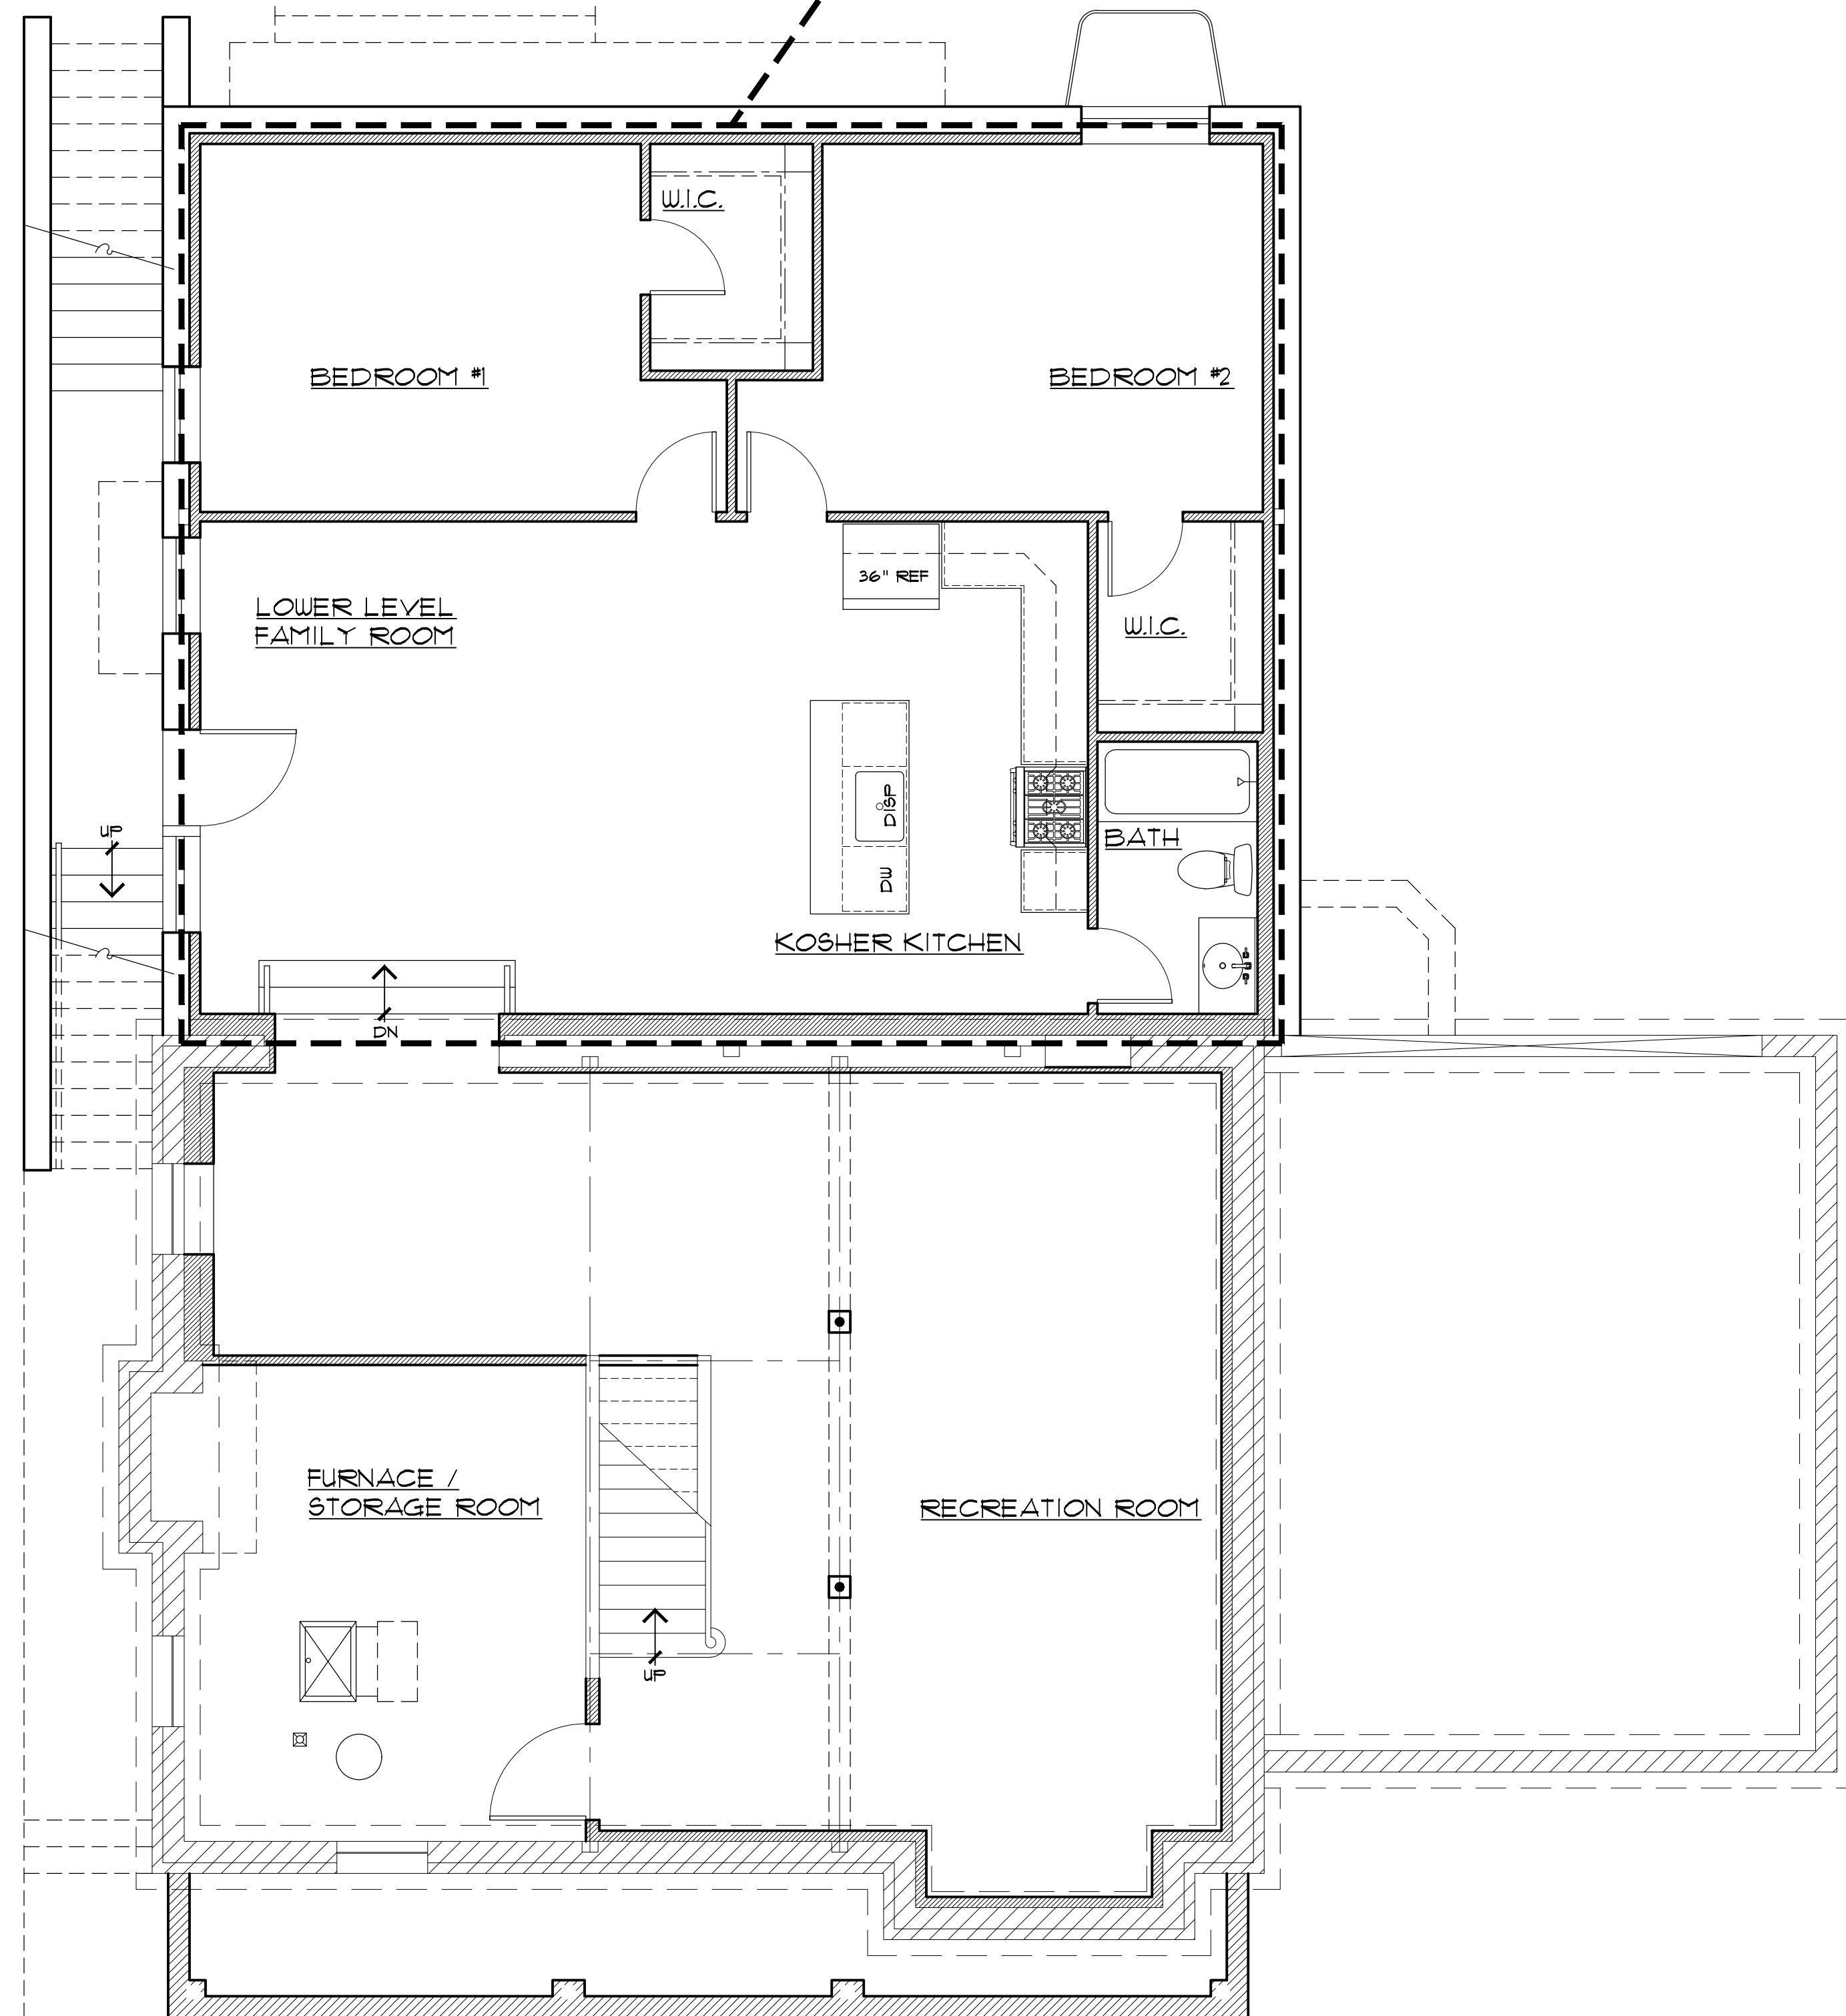 W.I.C.
BEDROOM #1
BEDROOM #2
36" REF
LOWER LEVEL
FAMILY ROOM
W.I.C.
DISP
UP
BATH
DW
KOSHER KITCHEN
DN
FURNACE /
STORAGE ROOM
RECREATION ROOM
UP